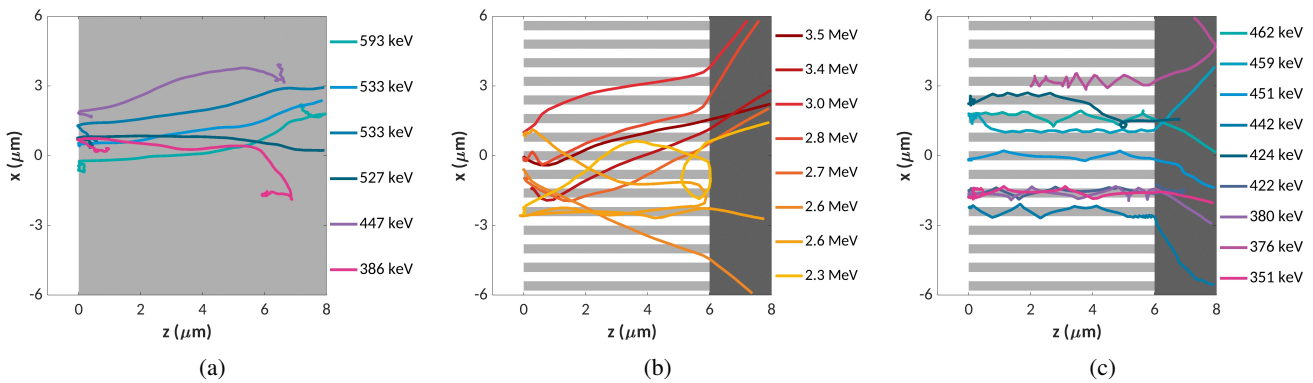 6
3
0
-3
-6
x (μm)
0
2
4
6
8
z (μm)
593 keV
533 keV
533 keV
527 keV
447 keV
386 keV
(a)
6
3
0
-3
-6
x (μm)
0
2
4
6
8
z (μm)
3.5 MeV
3.4 MeV
3.0 MeV
2.8 MeV
2.7 MeV
2.6 MeV
2.6 MeV
2.3 MeV
(b)
6
3
0
-3
-6
x (μm)
0
2
4
6
8
z (μm)
462 keV
459 keV
451 keV
442 keV
424 keV
422 keV
380 keV
376 keV
351 keV
(c)